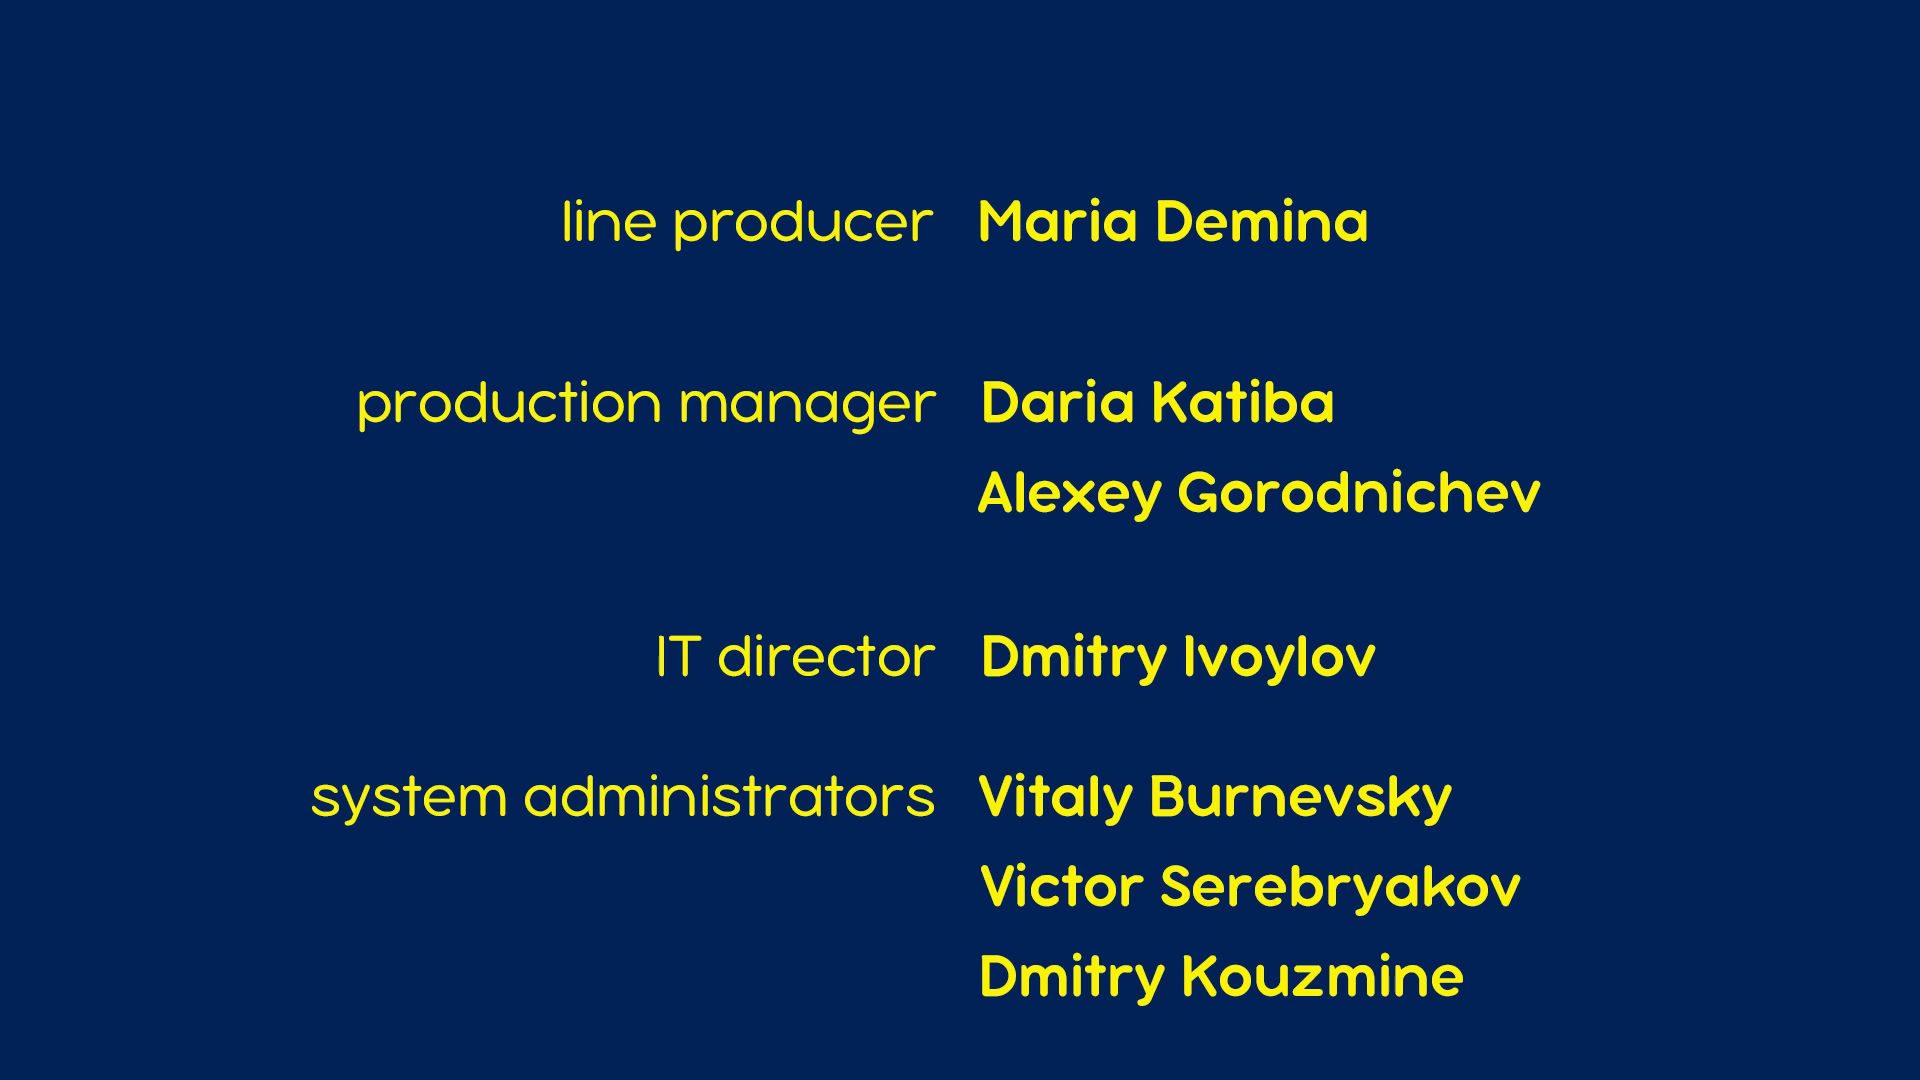 line producer Maria Demina
production manager Daria Katiba
Alexey Gorodnichev
IT director Dmitry Ivoylov
system administrators Vitaly Burnevsky
Victor Serebryakov
Dmitry Kouzmine